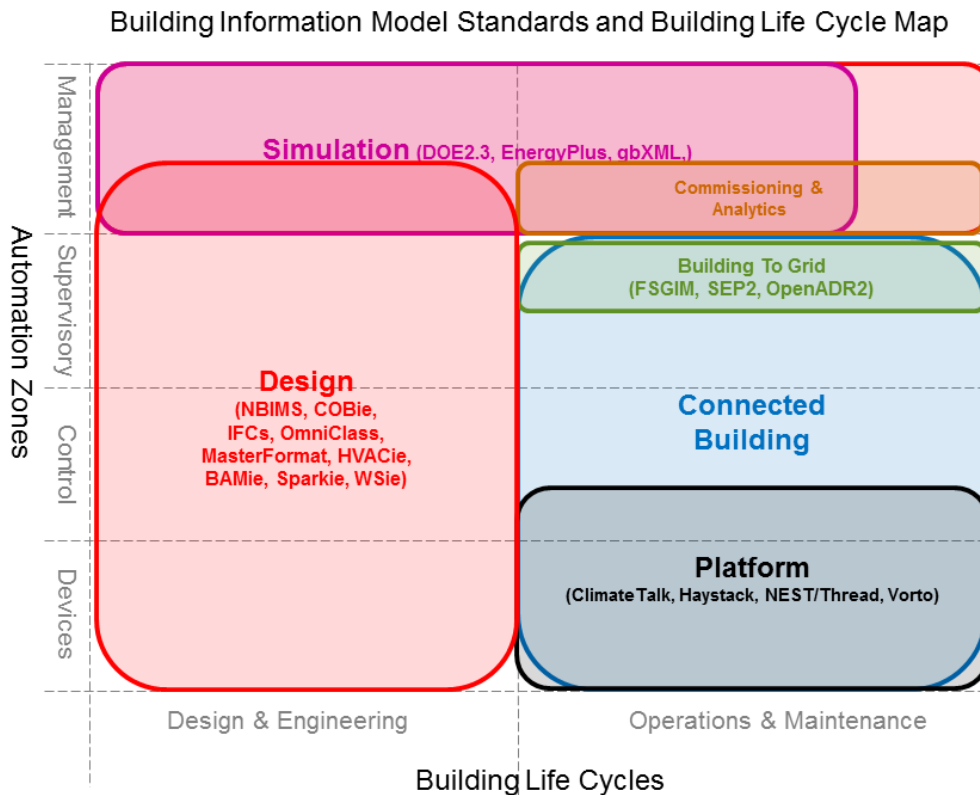 Building Information Model Standards and Building Life Cycle Map
Automation Zones
Management
Supervisory
Control
Devices
Simulation (DOE2.3, EnergyPlus, gbXML,)
Commissioning &
Analytics
Building To Grid
(FSGIM, SEP2, OpenADR2)
Design
(NBIMS, COBie,
IFCs, OmniClass,
MasterFormat, HVACie,
BAMie, Sparkie, WSie)
Connected
Building
Platform
(ClimateTalk, Haystack, NEST/Thread, Vorto)
Design & Engineering
Operations & Maintenance
Building Life Cycles